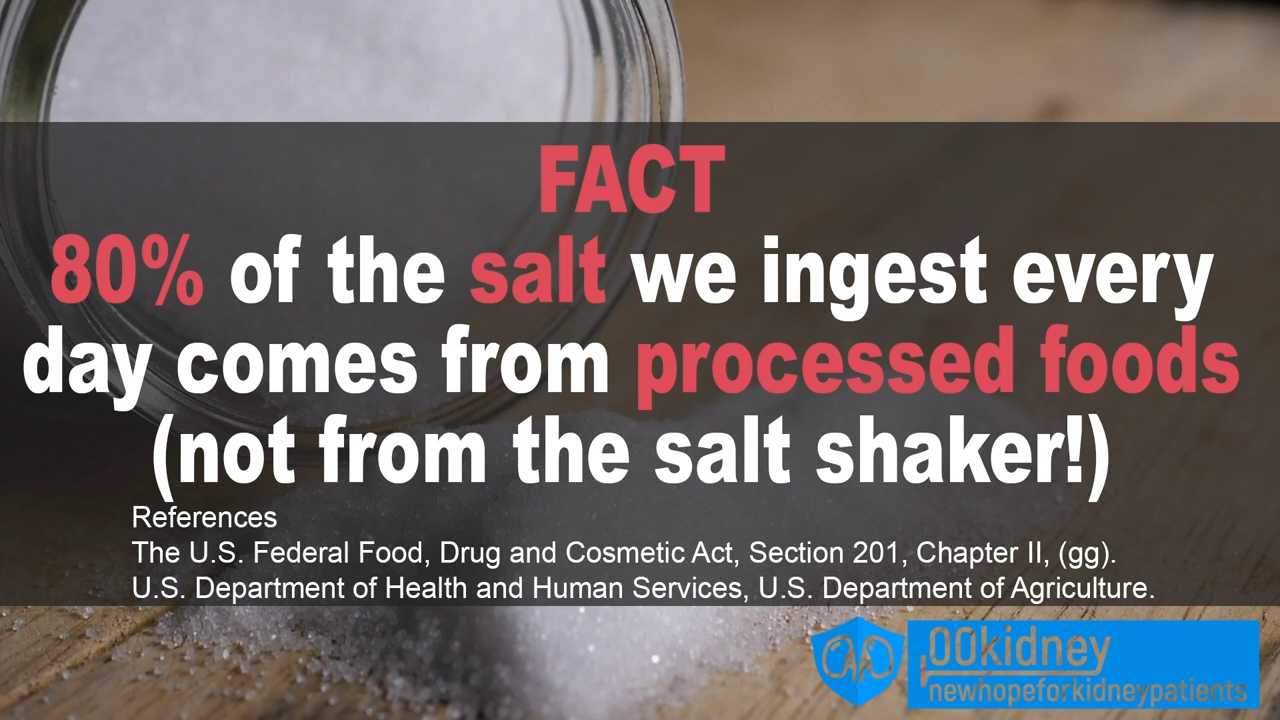 FACT
80% of the salt we ingest every
day comes from processed foods
(not from the salt shaker!)
References
The U.S. Federal Food, Drug and Cosmetic Act, Section 201, Chapter II, (gg).
U.S. Department of Health and Human Services, U.S. Department of Agriculture.
00kidney
newhopeforkidneypatients